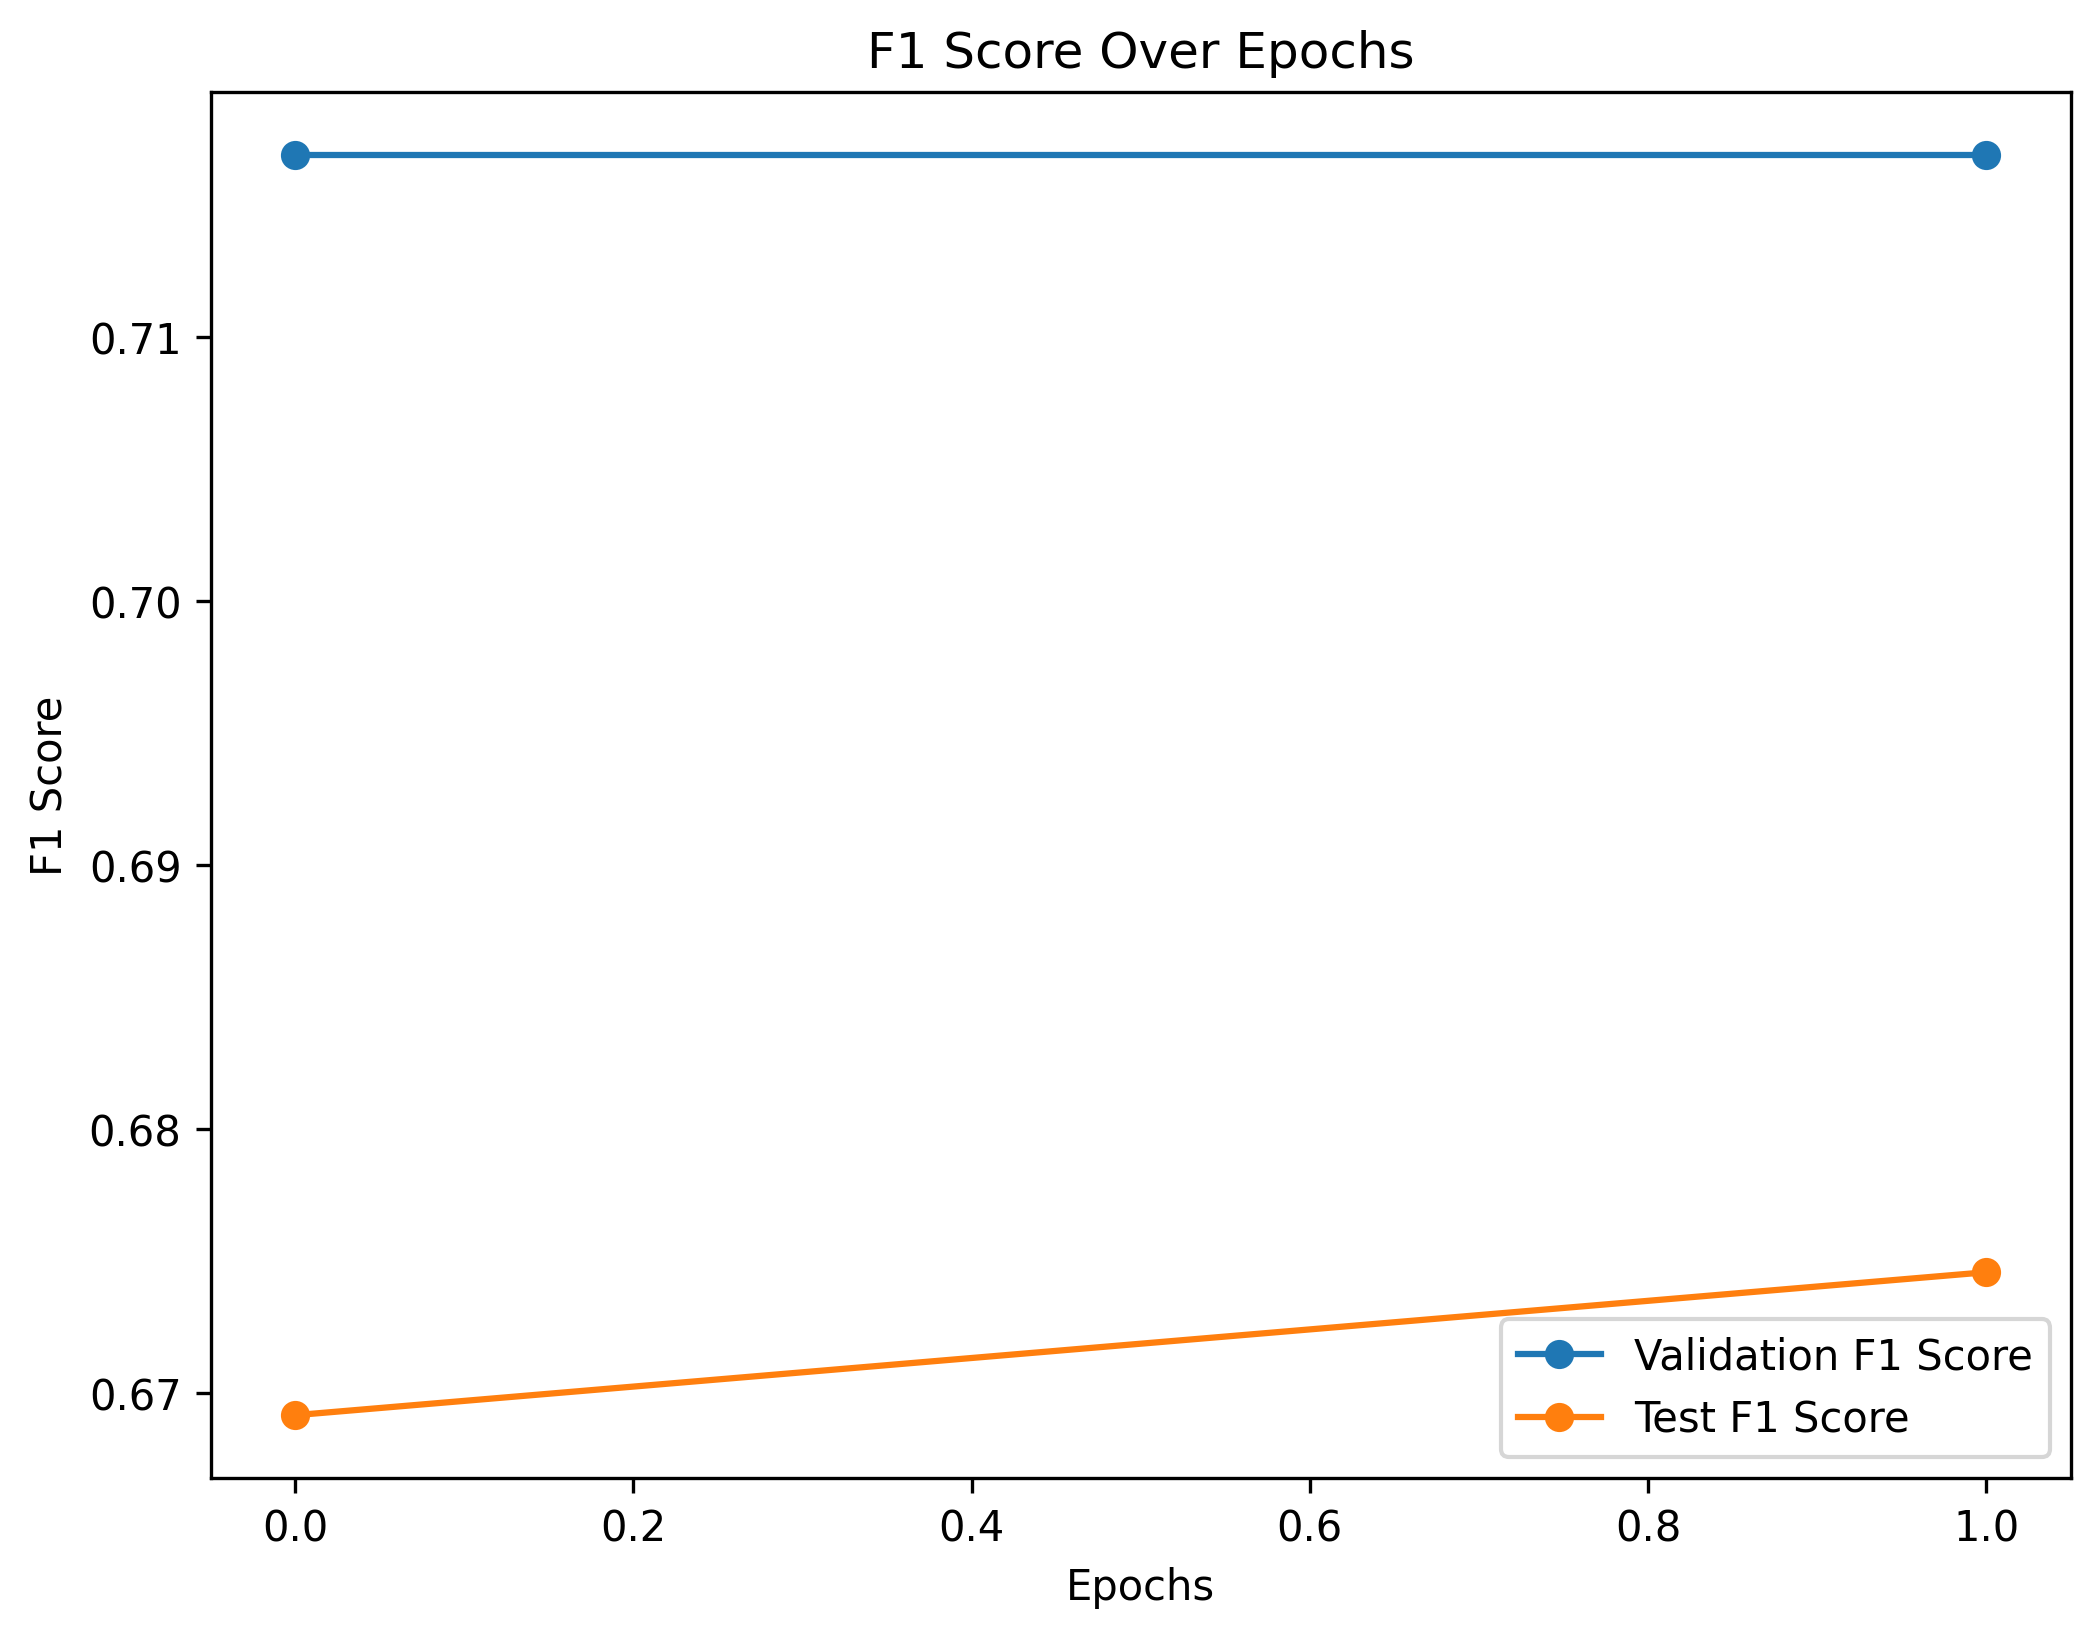 F1 Score Over Epochs
F1 Score
0.71
0.70
0.69
0.68
0.67
0.0 0.2 0.4 0.6 0.8 1.0
Epochs
Validation F1 Score
Test F1 Score